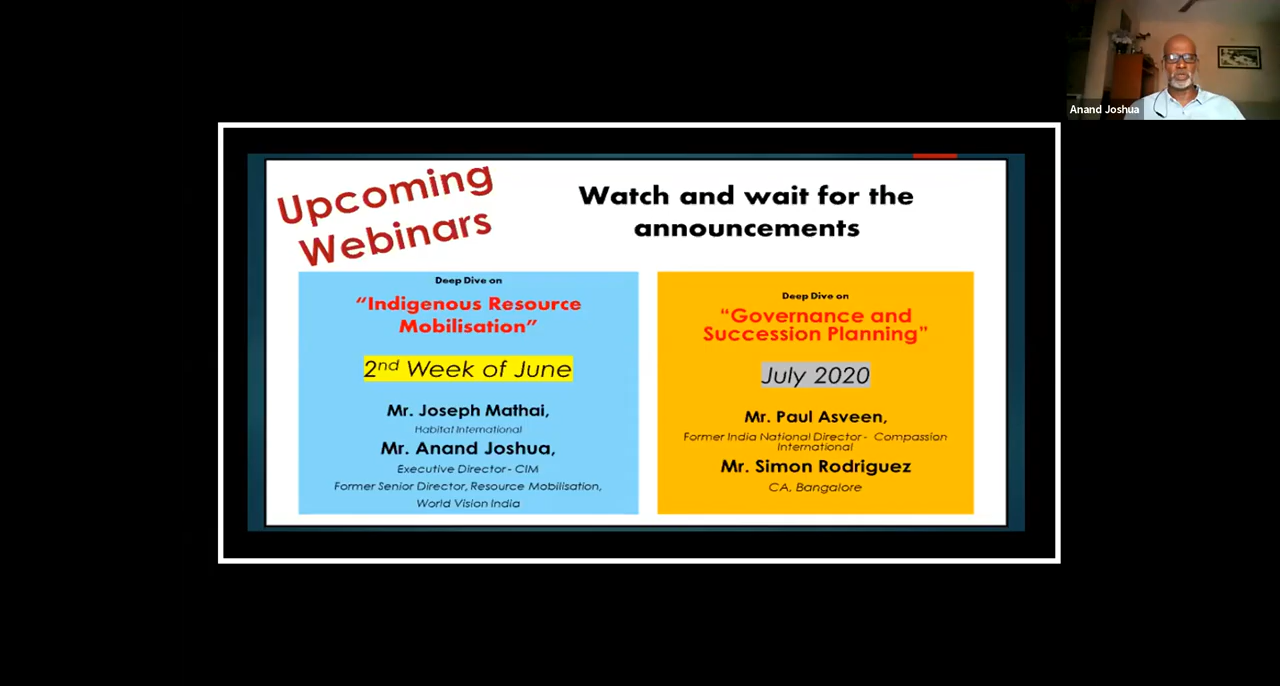 Anand Joshua
Upcoming
Webinars
Watch and wait for the
announcements
Deep Dive on
“Indigenous Resource
Mobilisation”
2nd Week of June
Mr. Joseph Mathai,
Habitat International
Mr. Anand Joshua,
Executive Director - CIM
Former Senior Director, Resource Mobilisation,
World Vision India
Deep Dive on
“Governance and
Succession Planning”
July 2020
Mr. Paul Asveen,
Former India National Director - Compassion
International
Mr. Simon Rodriguez
CA, Bangalore